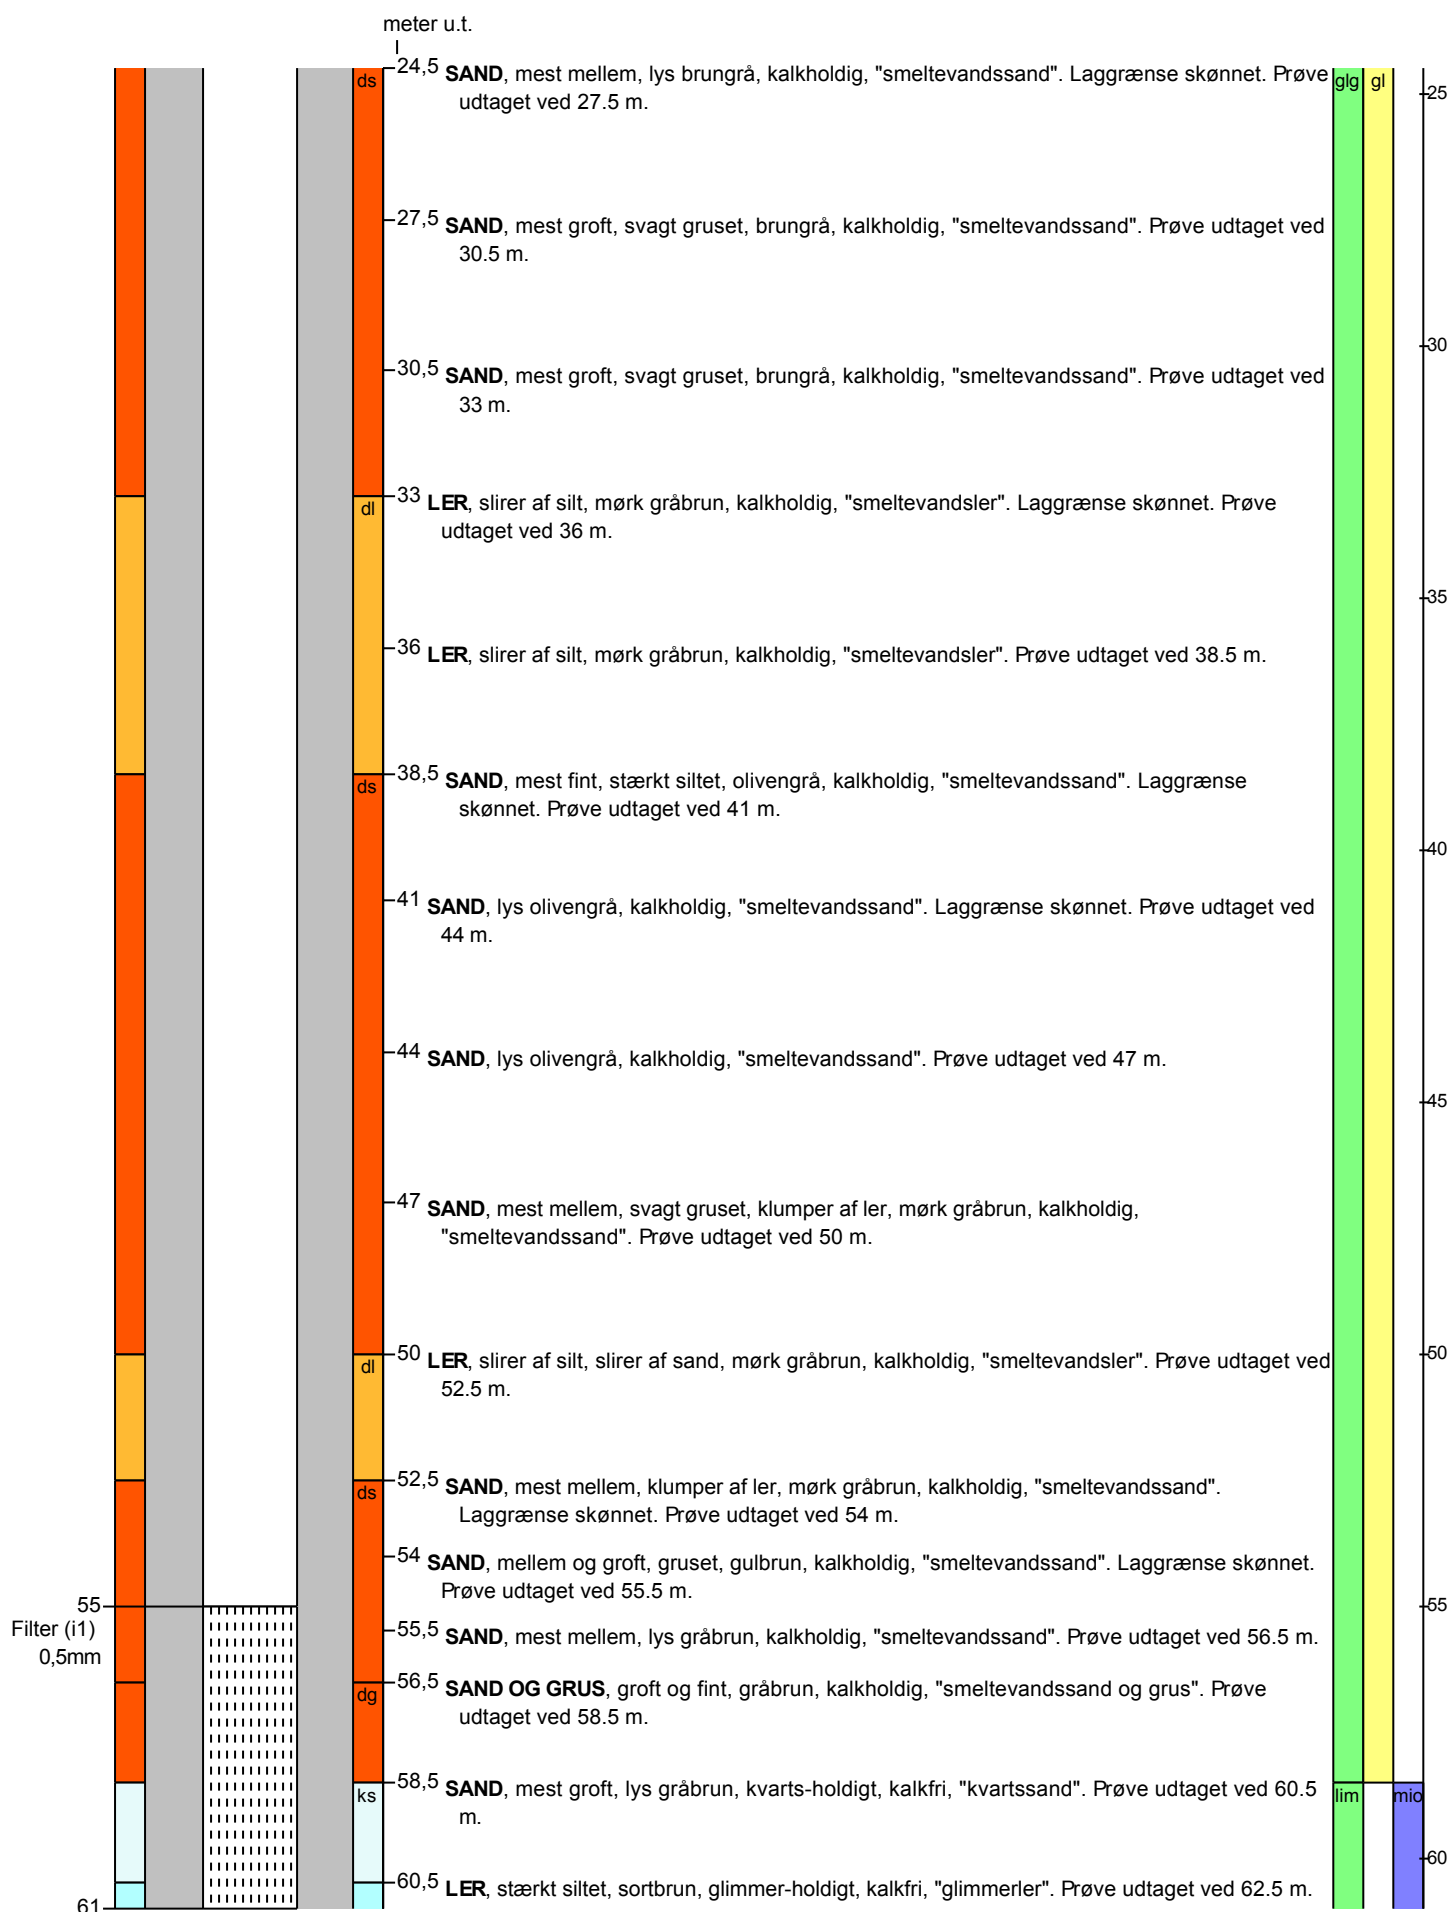 meter u.t.
24,5 SAND, mest mellem, lys brungrå, kalkholdig, "smeltevandssand". Laggrænse skønnet. Prøve
udtaget ved 27.5 m.
ds
glg gl
25
27,5 SAND, mest groft, svagt gruset, brungrå, kalkholdig, "smeltevandssand". Prøve udtaget ved
30.5 m.
30
30,5 SAND, mest groft, svagt gruset, brungrå, kalkholdig, "smeltevandssand". Prøve udtaget ved
33 m.
33 LER, slirer af silt, mørk gråbrun, kalkholdig, "smeltevandsler". Laggrænse skønnet. Prøve
udtaget ved 36 m.
dl
35
36 LER, slirer af silt, mørk gråbrun, kalkholdig, "smeltevandsler". Prøve udtaget ved 38.5 m.
38,5 SAND, mest fint, stærkt siltet, olivengrå, kalkholdig, "smeltevandssand". Laggrænse
skønnet. Prøve udtaget ved 41 m.
ds
40
41 SAND, lys olivengrå, kalkholdig, "smeltevandssand". Laggrænse skønnet. Prøve udtaget ved
44 m.
44 SAND, lys olivengrå, kalkholdig, "smeltevandssand". Prøve udtaget ved 47 m.
45
47 SAND, mest mellem, svagt gruset, klumper af ler, mørk gråbrun, kalkholdig,
"smeltevandssand". Prøve udtaget ved 50 m.
50 LER, slirer af silt, slirer af sand, mørk gråbrun, kalkholdig, "smeltevandsler". Prøve udtaget ved
52.5 m.
dl
50
52,5 SAND, mest mellem, klumper af ler, mørk gråbrun, kalkholdig, "smeltevandssand".
Laggrænse skønnet. Prøve udtaget ved 54 m.
ds
54 SAND, mellem og groft, gruset, gulbrun, kalkholdig, "smeltevandssand". Laggrænse skønnet.
Prøve udtaget ved 55.5 m.
55
55
Filter (i1)
0,5mm
55,5 SAND, mest mellem, lys gråbrun, kalkholdig, "smeltevandssand". Prøve udtaget ved 56.5 m.
56,5 SAND OG GRUS, groft og fint, gråbrun, kalkholdig, "smeltevandssand og grus". Prøve
udtaget ved 58.5 m.
dg
58,5 SAND, mest groft, lys gråbrun, kvarts-holdigt, kalkfri, "kvartssand". Prøve udtaget ved 60.5
m.
ks
lim mio
60
60,5 LER, stærkt siltet, sortbrun, glimmer-holdigt, kalkfri, "glimmerler". Prøve udtaget ved 62.5 m.
61